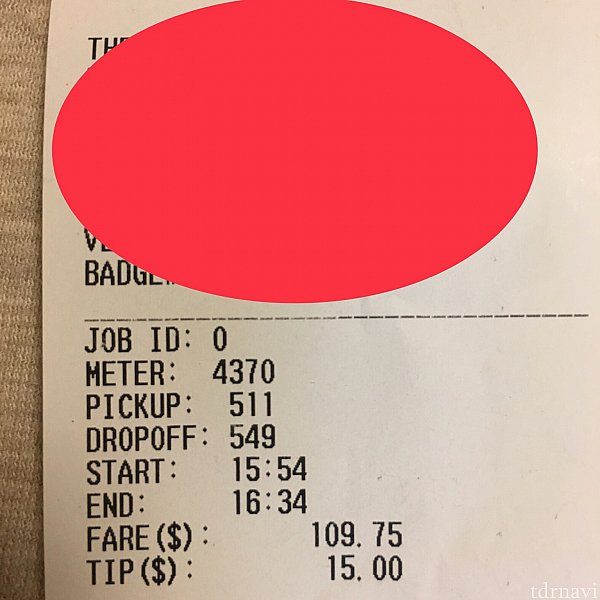 JOB ID: 0
METER: 4370
PICKUP: 511
DROPOFF: 549
START: 15:54
END: 16:34
FARE($): 109.75
TIP($): 15.00
tdrnavi